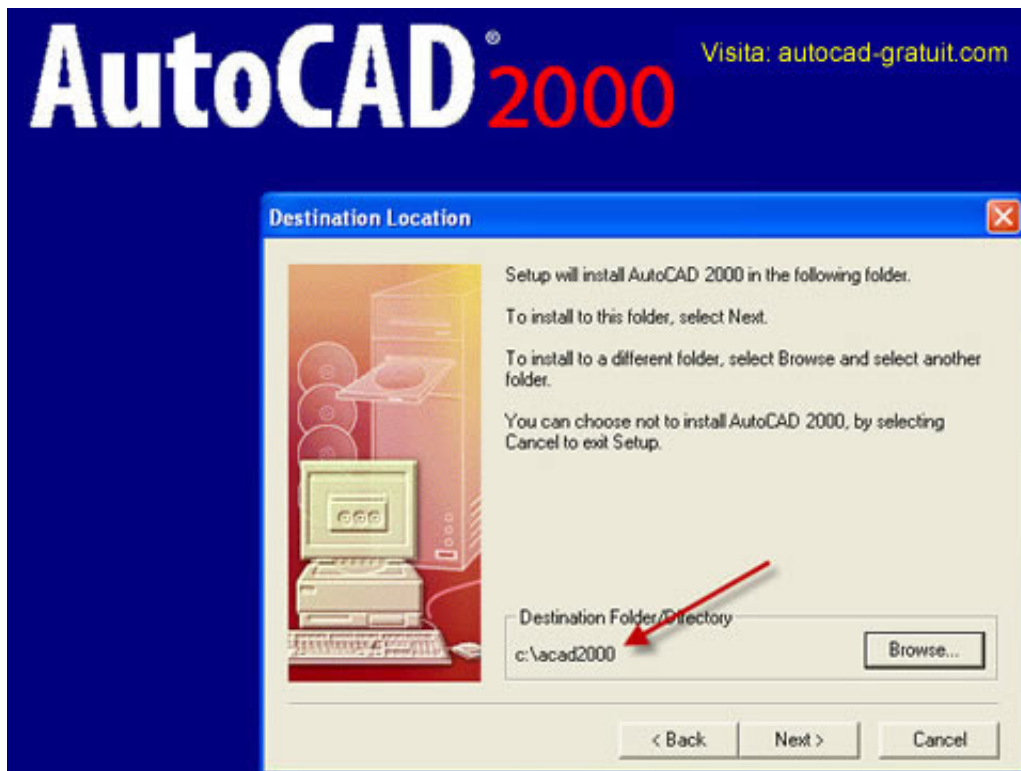 AutoCAD® 2000
Visita: autocad-gratuit.com
Destination Location
Setup will install AutoCAD 2000 in the following folder.
To install to this folder, select Next.
To install to a different folder, select Browse and select another
folder.
You can choose not to install AutoCAD 2000, by selecting
Cancel to exit Setup.
Destination Folder/Directory
c:\acad2000
Browse...
< Back
Next >
Cancel